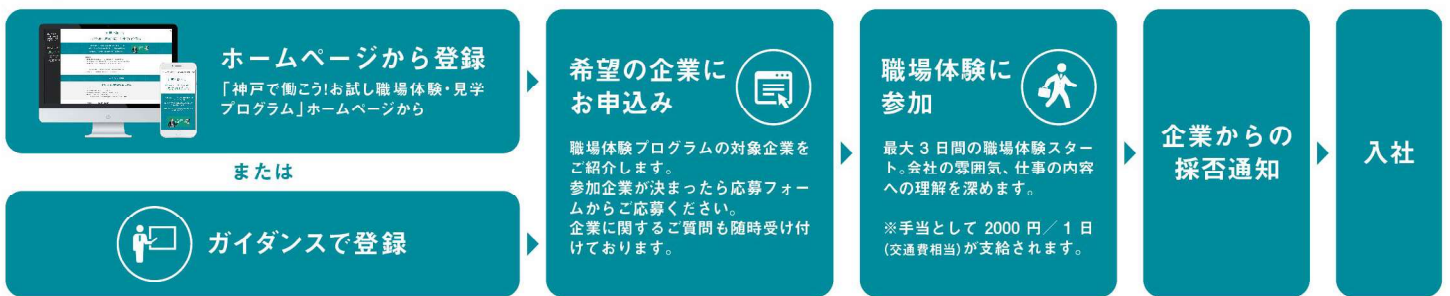 ホームページから登録
「神戸で働こう!お試し職場体験・見学
プログラム」ホームページから
または
ガイダンスで登録
希望の企業に
お申込み
職場体験プログラムの対象企業を
ご紹介します。
参加企業が決まったら応募フォー
ムからご応募ください。
企業に関するご質問も随時受け付
けております。
職場体験に
参加
最大 3 日間の職場体験スター
ト。会社の雰囲気、仕事の内容
への理解を深めます。
※手当として 2000 円/ 1 日
(交通費相当)が支給されます。
企業からの
採否通知
入社